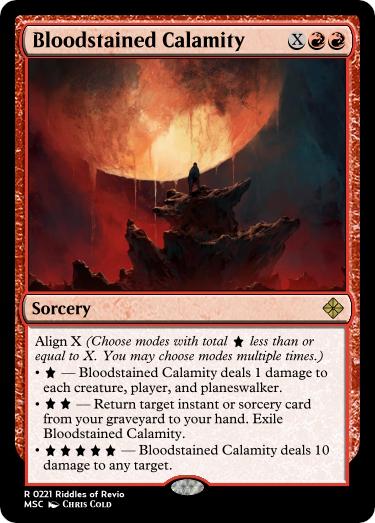 Bloodstained Calamity XRR
Sorcery
Align X (Choose modes with total ★ less than or
equal to X. You may choose modes multiple times.)
• ★ — Bloodstained Calamity deals 1 damage to
each creature, player, and planeswalker.
• ★ ★ — Return target instant or sorcery card
from your graveyard to your hand. Exile
Bloodstained Calamity.
• ★ ★ ★ ★ ★ — Bloodstained Calamity deals 10
damage to any target.
R 0221 Riddles of Revio
MSC Chris Cold